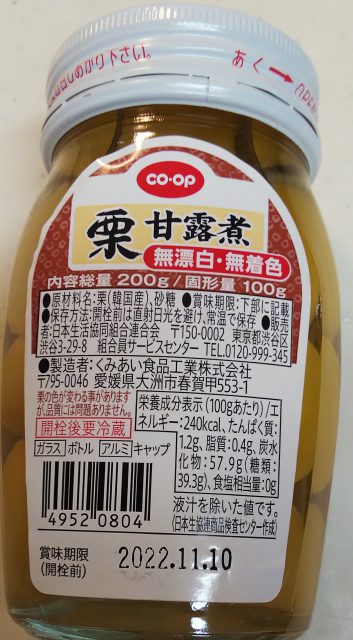 のめかり下さい。
あく→
OPEN
CO·OP
栗甘露煮
無漂白・無着色
内容総量 200g/固形量 100g
●原材料名:栗(韓国産)、砂糖 ●賞味期限:下部に記載
●保存方法:開栓前は直射日光を避け、常温で保存 ●販売
者:日本生活協同組合連合会 〒150-0002 東京都渋谷区
渋谷3-29-8 組合員サービスセンター TEL.0120-999-345
●製造者:くみあい食品工業株式会社
〒795-0046 愛媛県大洲市春賀甲553-1
栗の色が変わる事があります
が、品質には問題ありません。
開栓後要冷蔵
ガラス ボトル アルミ キャップ
栄養成分表示(100gあたり)/エ
ネルギー:240kcal、たんぱく質:
1.2g、脂質:0.4g、炭水
化物:57.9g(糖類:
39.3g)、食塩相当量:0g
液汁を除いた値です。
(日本生協連商品検査センター作成)
4952 0804
賞味期限
(開栓前)
2022.11.10